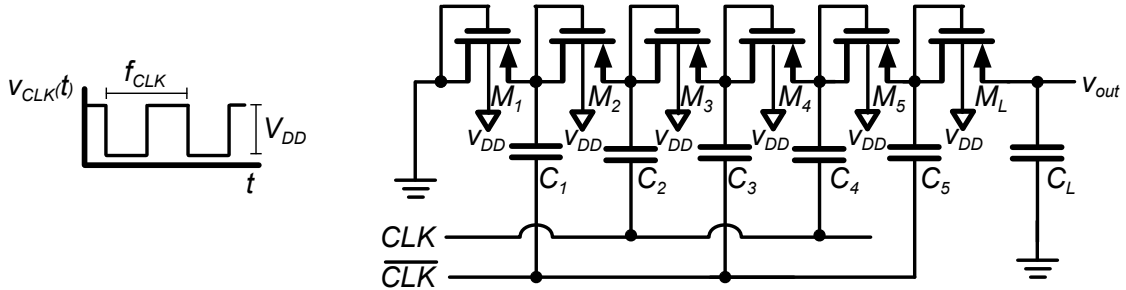 v_CLK(t)
f_CLK
V_DD
t
M_1 M_2 M_3 M_4 M_5 M_L
v_out
v_DD v_DD v_DD v_DD v_DD v_DD
C_1 C_2 C_3 C_4 C_5 C_L
CLK
C̅L̅K̅